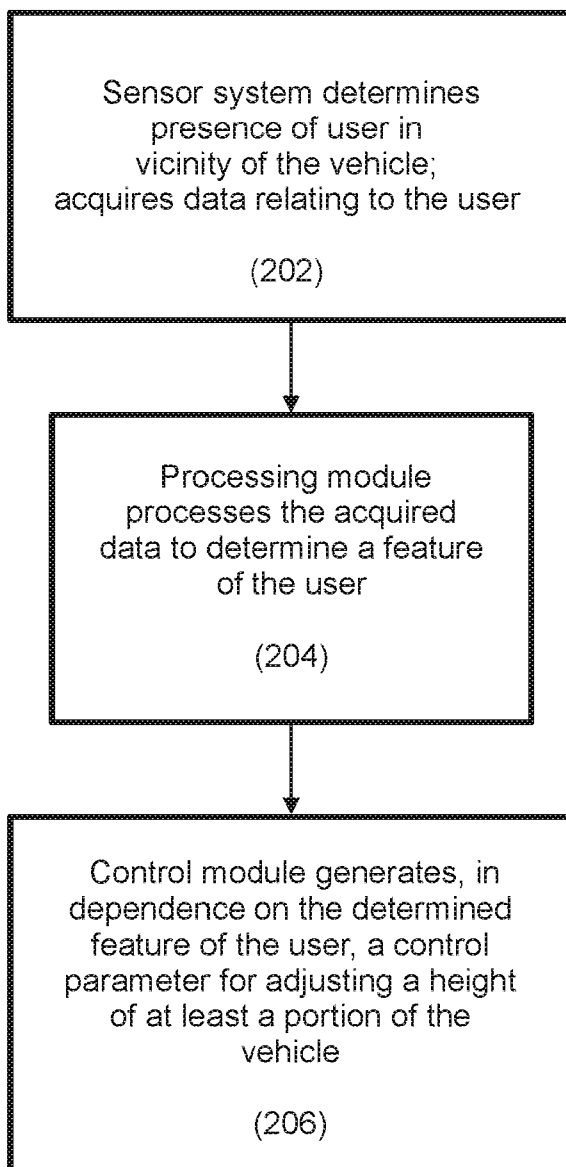 Sensor system determines
presence of user in
vicinity of the vehicle;
acquires data relating to the user
(202)
Processing module
processes the acquired
data to determine a feature
of the user
(204)
Control module generates, in
dependence on the determined
feature of the user, a control
parameter for adjusting a height
of at least a portion of the
vehicle
(206)